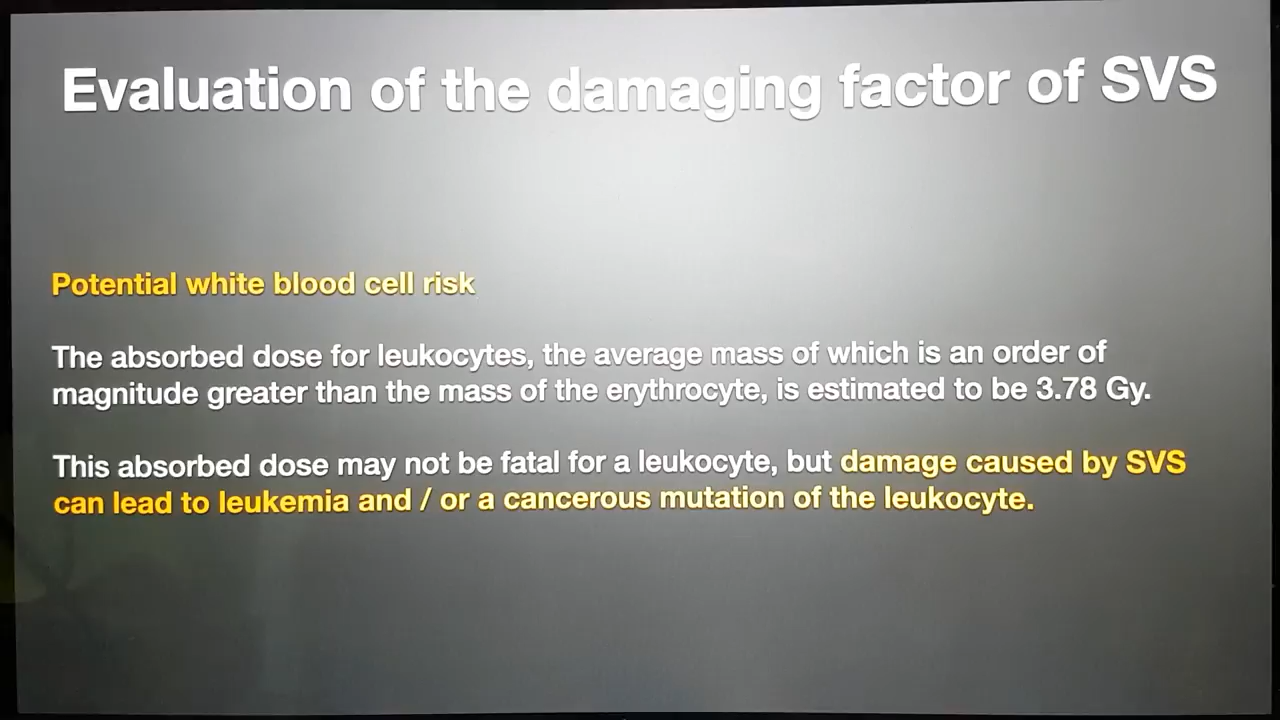 Evaluation of the damaging factor of SVS
Potential white blood cell risk
The absorbed dose for leukocytes, the average mass of which is an order of
magnitude greater than the mass of the erythrocyte, is estimated to be 3.78 Gy.
This absorbed dose may not be fatal for a leukocyte, but damage caused by SVS
can lead to leukemia and / or a cancerous mutation of the leukocyte.